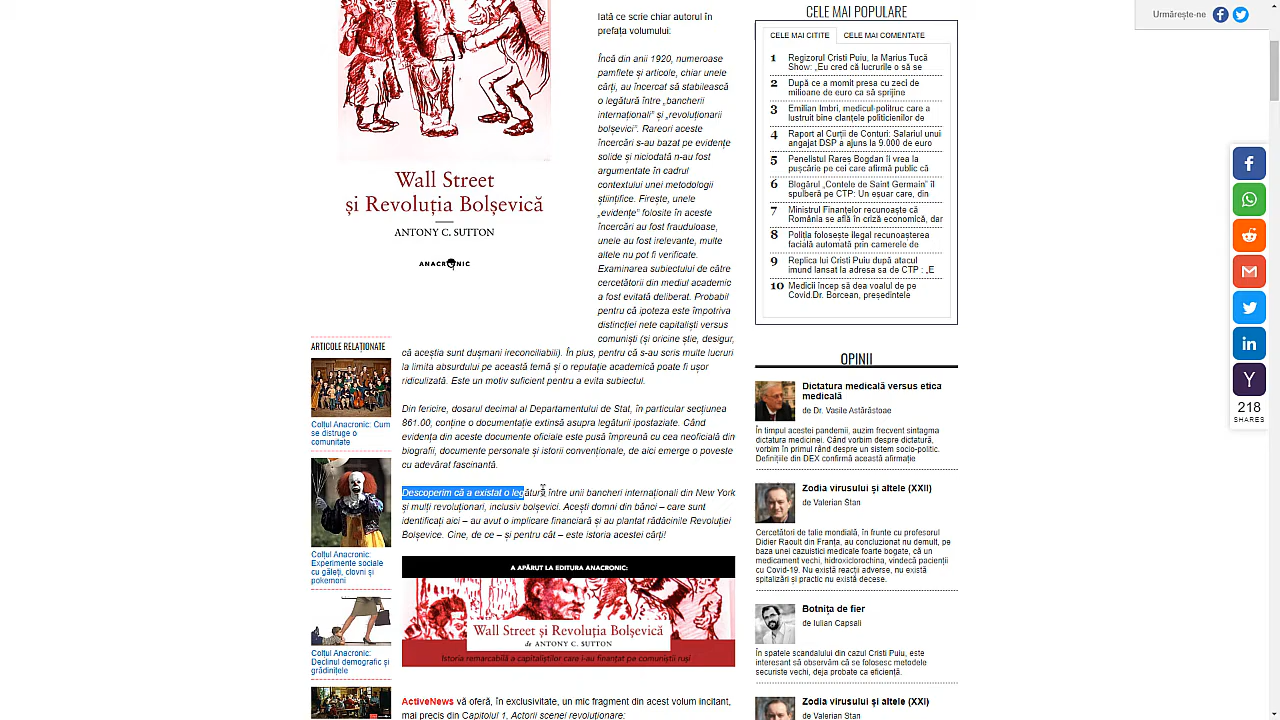 Wall Street
și Revoluția Bolșevică
ANTONY C. SUTTON
ANACRONIC
Iată ce scrie chiar autorul în
prefața volumului.
Încă din anii 1920, numeroase
pamflete și articole, chiar unele
cărți, au încercat să stabilească
o legătură între „bancherii
internaționali” și „revoluționarii
bolșevici”. Rareori aceste
încercări s-au bazat pe evidențe
solide și niciodată n-au fost
argumentate în cadrul
contextului unei metodologii
științifice. Firește, unele
„evidențe” folosite în aceste
încercări au fost frauduloase,
unele au fost irelevante, multe
altele nu pot fi verificate.
Examinarea subiectului de către
cercetătorii din mediul academic
a fost evitată deliberat. Probabil
pentru că ipoteza este împotriva
distincției nete capitaliști versus
comuniști (și oricine știe, desigur,
că aceștia sunt dușmani ireconciliabili). În plus, pentru că s-au scris multe lucruri
la limita absurdului pe această temă și o reputație academică poate fi ușor
ridiculizată. Este un motiv suficient pentru a evita subiectul.
Din fericire, dosarul decimal al Departamentului de Stat, în particular secțiunea
861.00, conține o documentație extinsă asupra legăturii ipostaziate. Când
evidența din aceste documente oficiale este pusă împreună cu cea neoficială din
biografii, documente personale și istorii convenționale, de aici emerge o poveste
cu adevărat fascinantă.
Descoperim că a existat o legătură între unii bancheri internaționali din New York
și mulți revoluționari, inclusiv bolșevici. Acești domni din bănci – care sunt
identificați aici – au avut o implicare financiară și au plantat rădăcinile Revoluției
Bolșevice. Cine, de ce – și pentru cât – este istoria acestei cărți!
A APĂRUT LA EDITURA ANACRONIC:
Wall Street și Revoluția Bolșevică
de ANTONY C. SUTTON
Istoria remarcabilă a capitaliștilor care i-au finanțat pe comuniștii ruși
ActiveNews vă oferă, în exclusivitate, un mic fragment din acest volum incitant,
mai precis din Capitolul 1, Actorii scenei revoluționare:
ARTICOLE RELAȚIONATE
Colțul Anacronic: Cum
se distruge o
comunitate
Colțul Anacronic:
Experimente sociale
cu găleți, clovni și
pokemoni
Colțul Anacronic:
Declinul demografic și
grădinițele
CELE MAI POPULARE
CELE MAI CITITE
CELE MAI COMENTATE
1 Regizorul Cristi Puiu, la Marius Tucă
Show: „Eu cred că lucrurile o să se
2 După ce a momit presa cu zeci de
milioane de euro ca să sprijine
3 Emilian Imbri, medicul-politruc care a
lustruit bine clanțele politicienilor de
4 Raport al Curții de Conturi: Salariul unui
angajat DSP a ajuns la 9.000 de euro
5 Penelistul Rareș Bogdan îi vrea la
pușcărie pe cei care afirmă public că
6 Blogărul „Contele de Saint Germain” îl
spulberă pe CTP: Un eșuar care, din
7 Ministrul Finanțelor recunoaște că
România se află în criză economică, dar
8 Poliția folosește ilegal recunoașterea
facială automată prin camerele de
9 Replica lui Cristi Puiu după atacul
imund lansat la adresa sa de CTP : „E
10 Medicii încep să dea voalul de pe
Covid.Dr. Borcean, președintele
OPINII
Dictatura medicală versus etica
medicală
de Dr. Vasile Astărăstoae
În timpul acestei pandemii, auzim frecvent sintagma
dictatura medicinei. Când vorbim despre dictatură,
vorbim în primul rând despre un sistem socio-politic.
Definițiile din DEX confirmă această afirmație
Zodia virusului și altele (XXII)
de Valerian Stan
Cercetători de talie mondială, în frunte cu profesorul
Didier Raoult din Franța, au concluzionat nu demult, pe
baza unei cazuistici medicale foarte bogate, că un
medicament vechi, hidroxiclorochina, vindecă pacienții
cu Covid-19. Nu există reacții adverse, nu există
spitalizări și practic nu există decese.
Botnița de fier
de Iulian Capsali
În spatele scandalului din cazul Cristi Puiu, este
interesant să observăm că se folosesc metodele
securiste vechi, deja probate ca eficiență.
Zodia virusului și altele (XXI)
de Valerian Stan
Urmărește-ne
218
SHARES